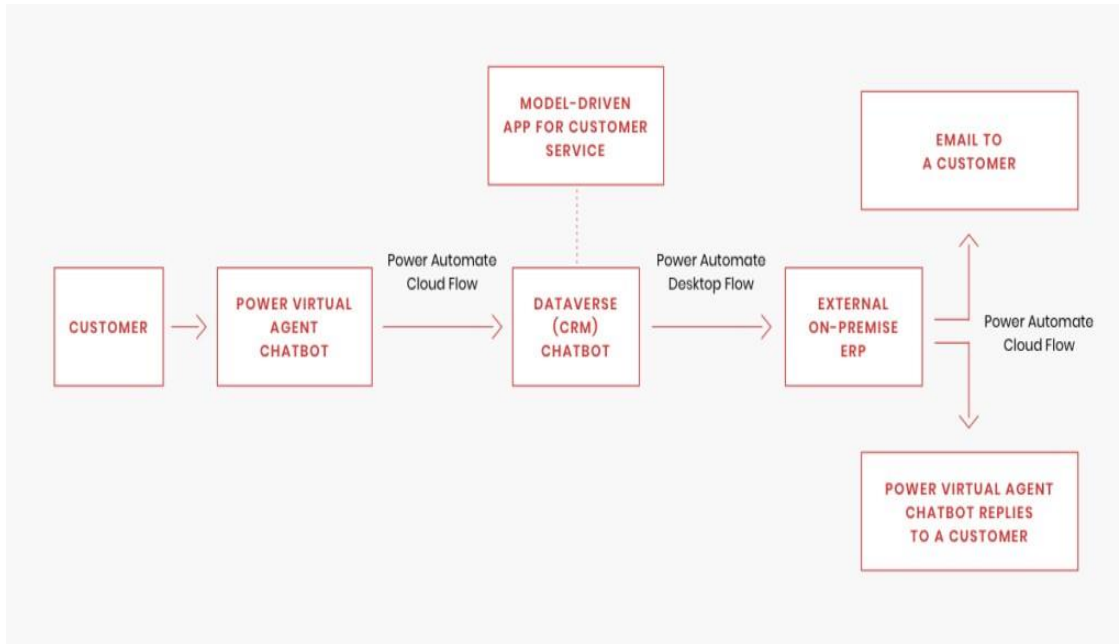 MODEL-DRIVEN
APP FOR CUSTOMER
SERVICE
EMAIL TO
A CUSTOMER
CUSTOMER
POWER VIRTUAL
AGENT
CHATBOT
Power Automate
Cloud Flow
DATAVERSE
(CRM)
CHATBOT
Power Automate
Desktop Flow
EXTERNAL
ON-PREMISE
ERP
Power Automate
Cloud Flow
POWER VIRTUAL AGENT
CHATBOT REPLIES
TO A CUSTOMER